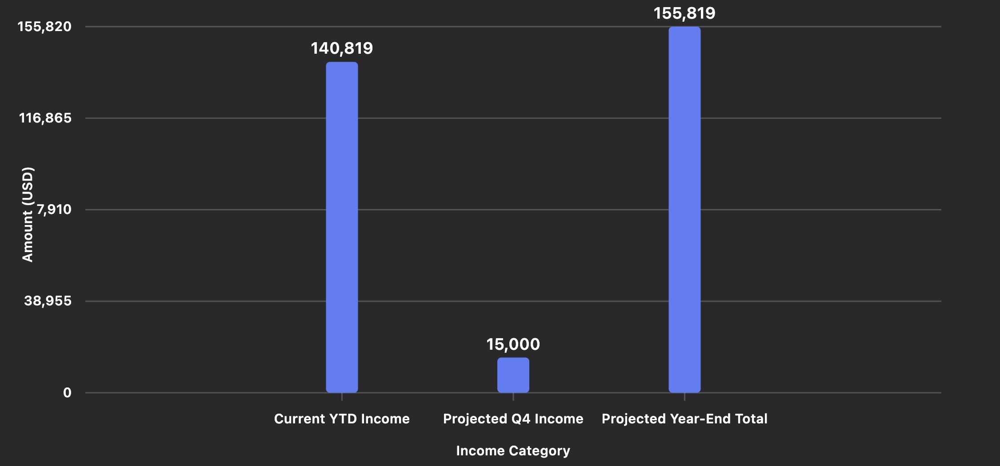 155,819
155,820
140,819
116,865
Amount (USD)
7,910
38,955
15,000
0
Current YTD Income
Projected Q4 Income
Projected Year-End Total
Income Category